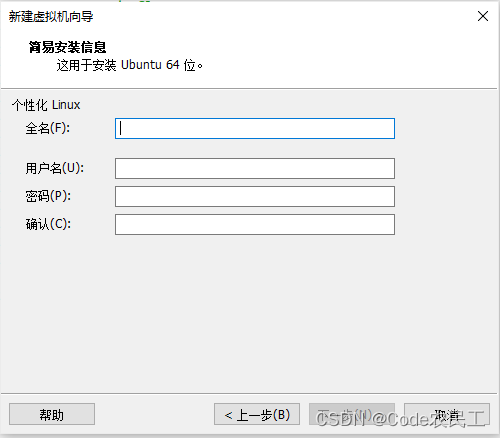 新建虚拟机向导
简易安装信息
这用于安装 Ubuntu 64 位。
个性化 Linux
全名(F):
用户名(U):
密码(P):
确认(C):
帮助
< 上一步(B)
下一步(N)
取消
CSDN @Code农民工